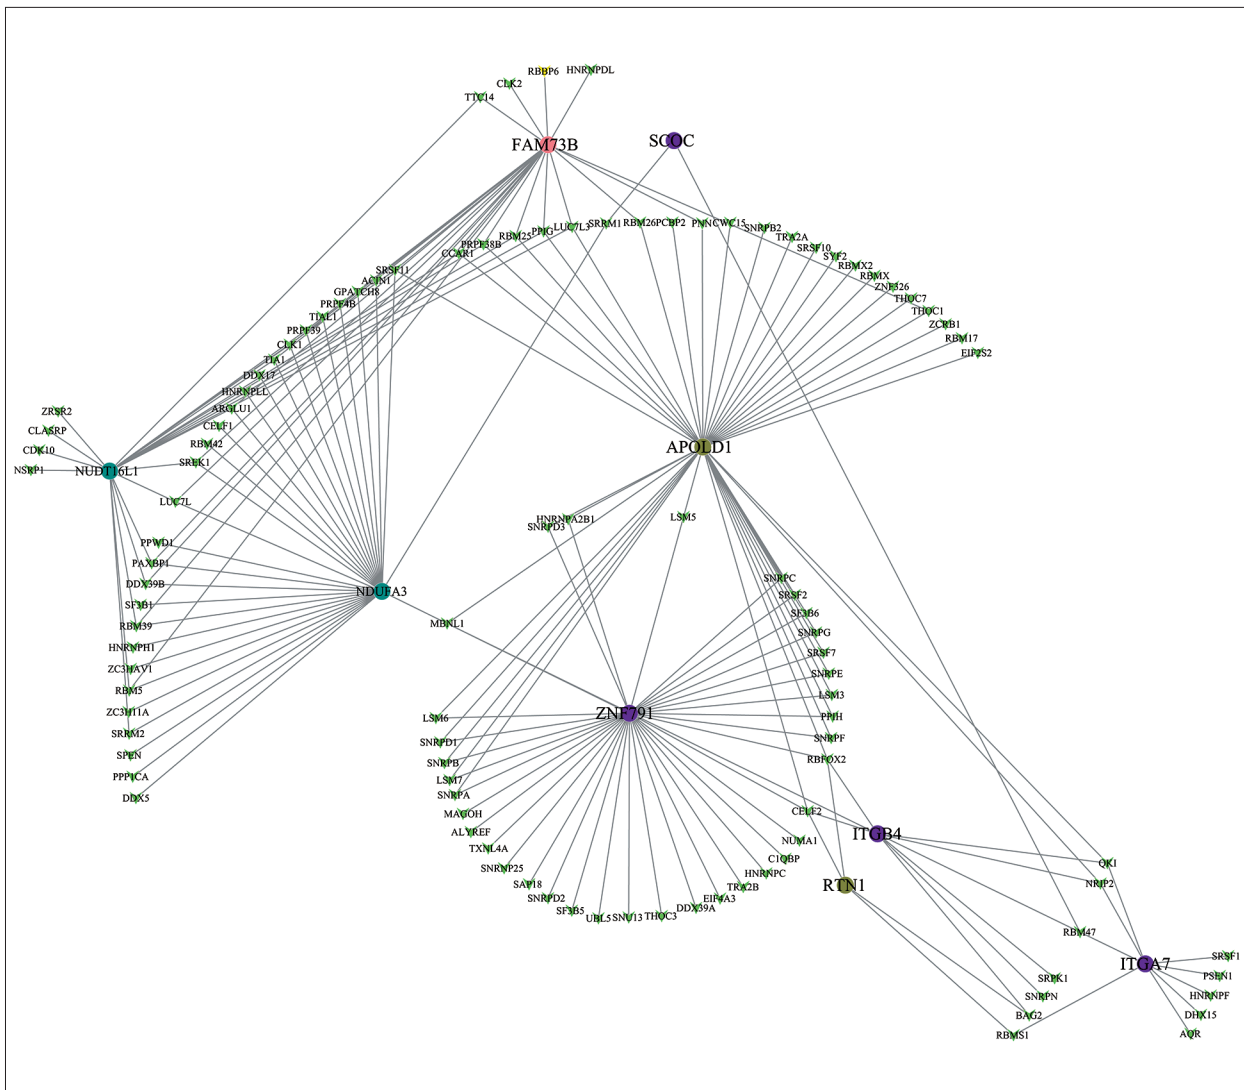 RBBP6
HNRNPDL
CLK2
TTC14
FAM73B
SCOC
SRRM1
RBM26
PCBP2
PNN
CWC15
LUC7L3
SNRPB2
PPIG
RBM25
TRA2A
PRPF38B
SRSF10
CCAR1
SYF2
RBMX2
SRSF11
RBMX
ACIN1
ZNF326
GPATCH8
THOC7
PRPF4B
THOC1
TIAL1
ZCRB1
PRPF39
RBM17
CLK1
EIF2S2
TIA1
DDX17
HNRNPLL
ARGLU1
ZRSR2
CELF1
CLASRP
RBM42
APOLD1
CDK10
SREK1
NSRP1
NUDT16L1
LUC7L
HNRNPA2B1
LSM5
SNRPD3
PPWD1
PAXBP1
SNRPC
DDX39B
NDUFA3
SRSF2
SF3B1
SF3B6
RBM39
MBNL1
SNRPG
HNRNPH1
SRSF7
ZC3HAV1
SNRPE
RBM5
LSM3
ZC3H11A
ZNF791
LSM6
PPIH
SRRM2
SNRPD1
SNRPF
SPEN
SNRPB
RBFOX2
PPP1CA
LSM7
DDX5
SNRPA
MAGOH
CELF2
ALYREF
ITGB4
NUMA1
TXNL4A
C1QBP
QKI
SNRNP25
HNRNPC
SAP18
TRA2B
RTN1
NRIP2
SNRPD2
EIF4A3
SF3B5
DDX39A
UBL5
SNU13
THOC3
RBM47
SRSF1
ITGA7
PSEN1
SRPK1
SNRPN
HNRNPF
BAG2
DHX15
RBMS1
AQR